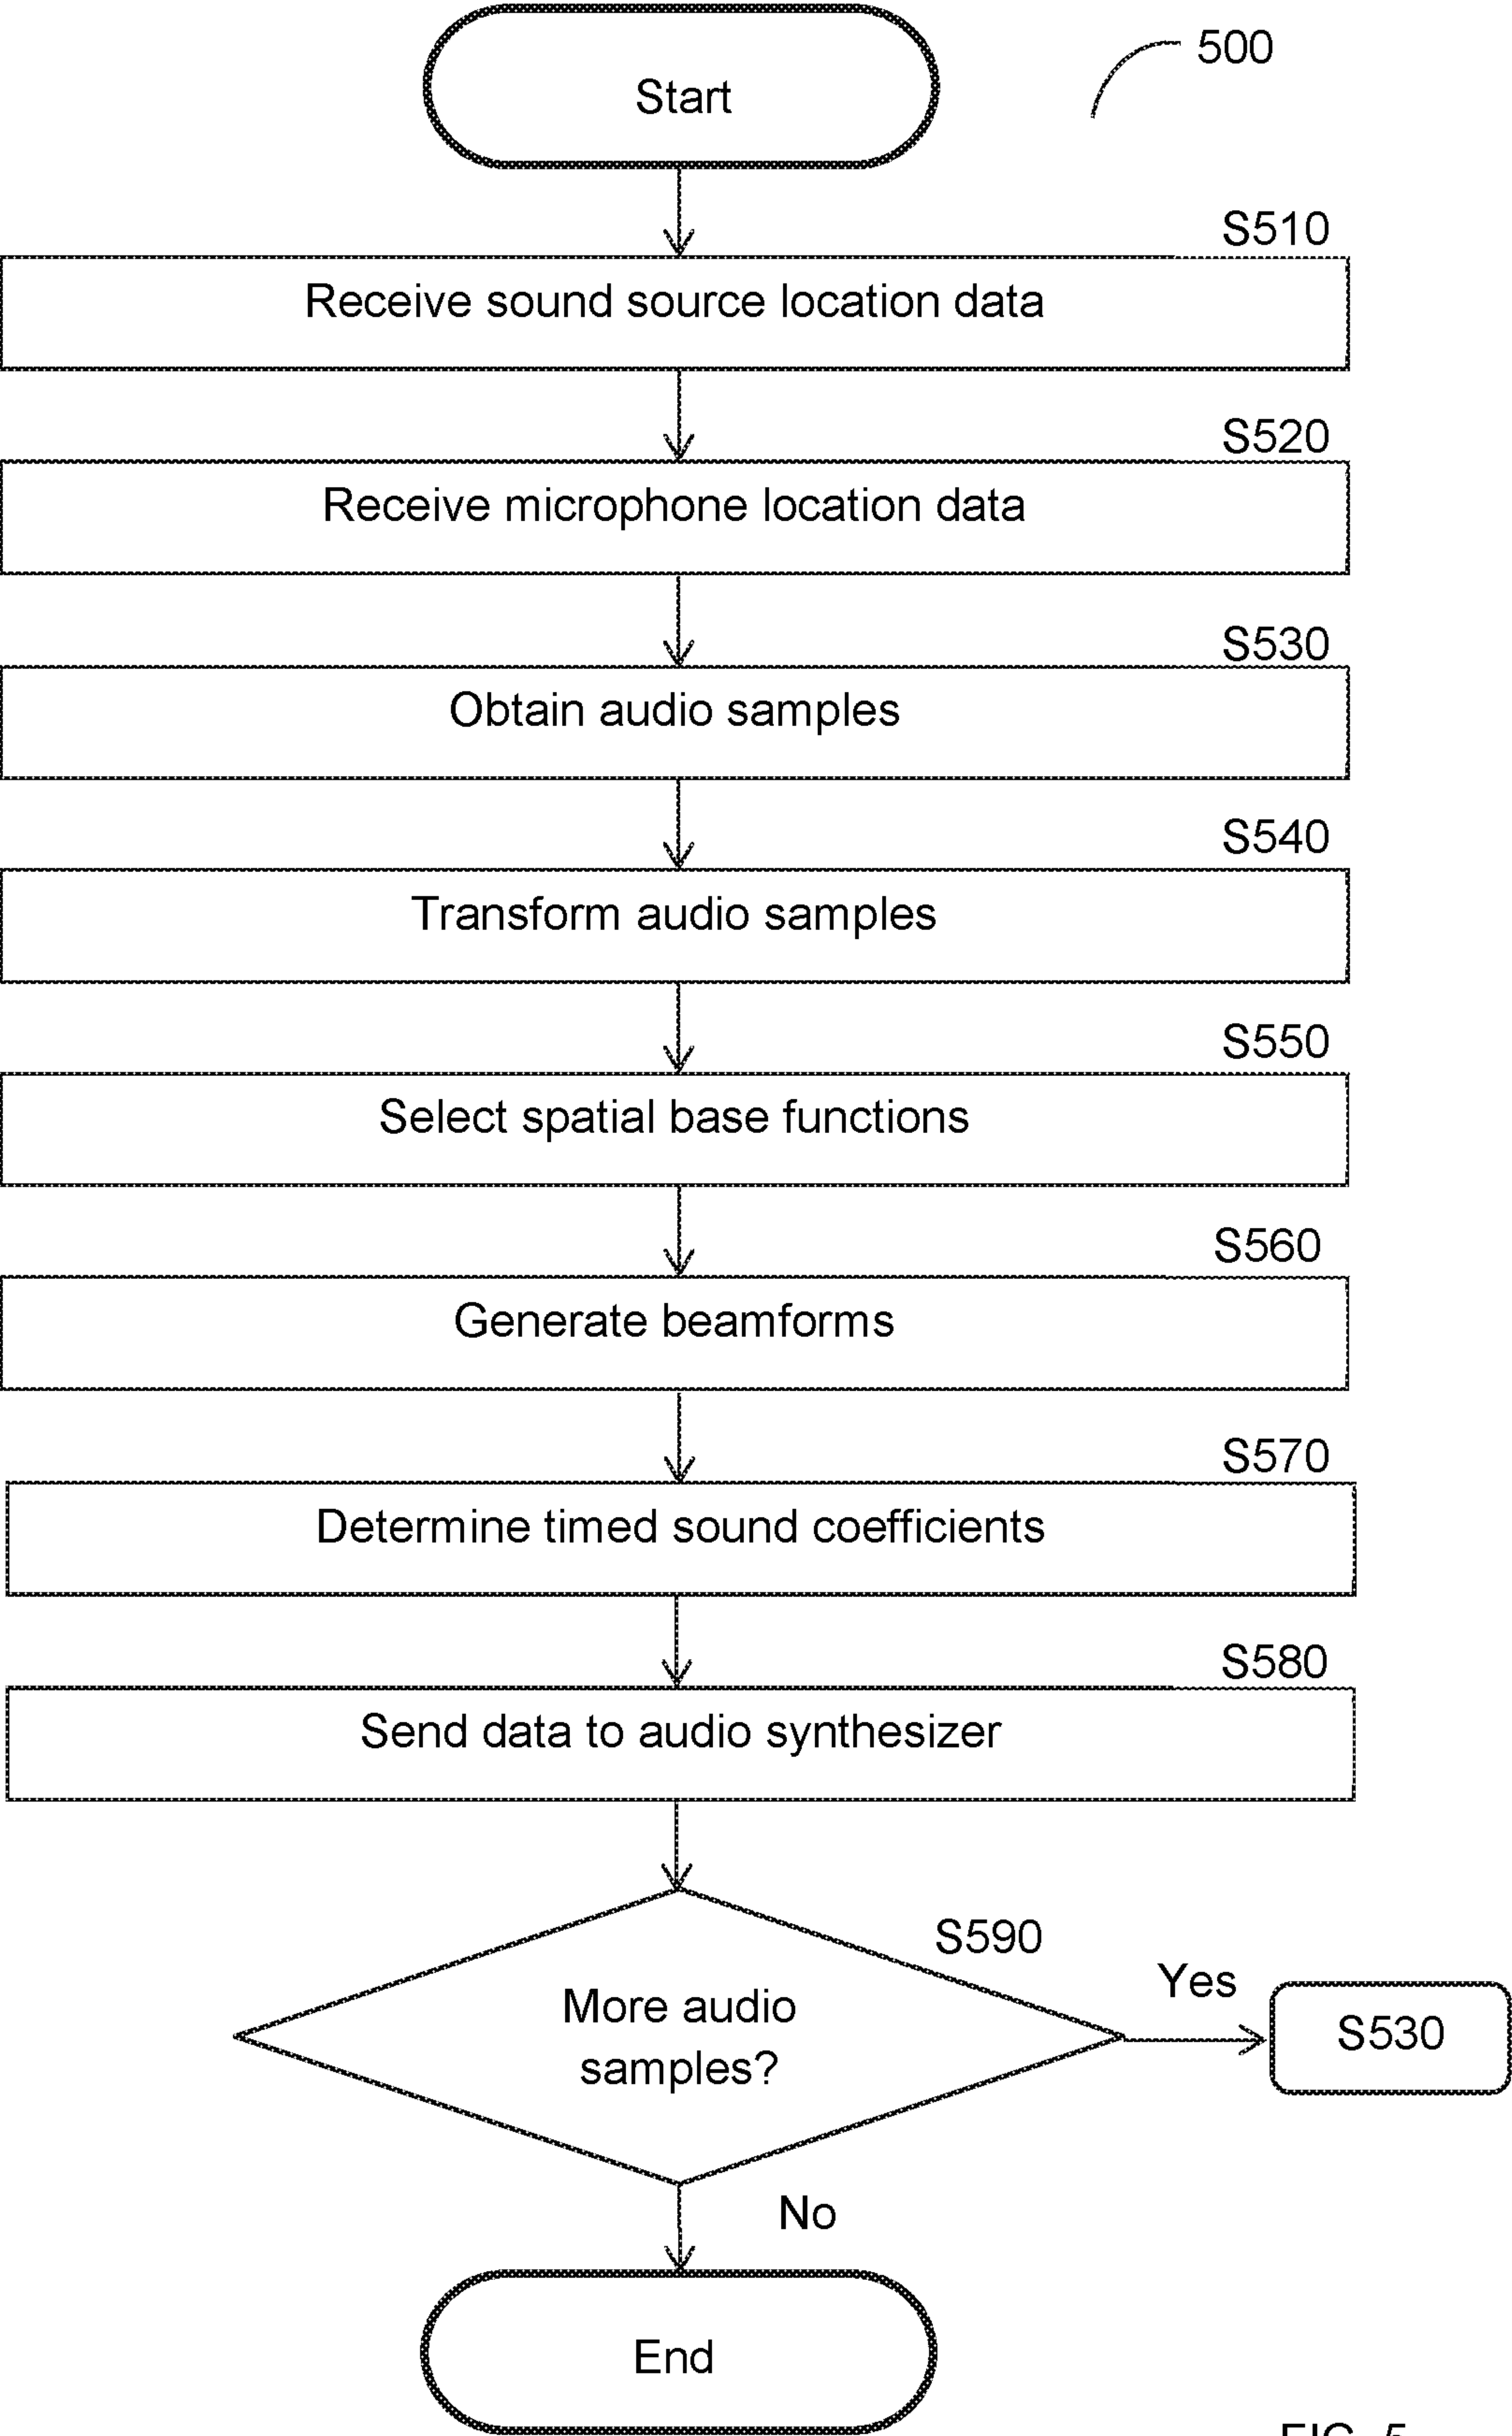 500
Start
S510
Receive sound source location data
S520
Receive microphone location data
S530
Obtain audio samples
S540
Transform audio samples
S550
Select spatial base functions
S560
Generate beamforms
S570
Determine timed sound coefficients
S580
Send data to audio synthesizer
S590
More audio
samples?
Yes
S530
No
End
FIG. 5